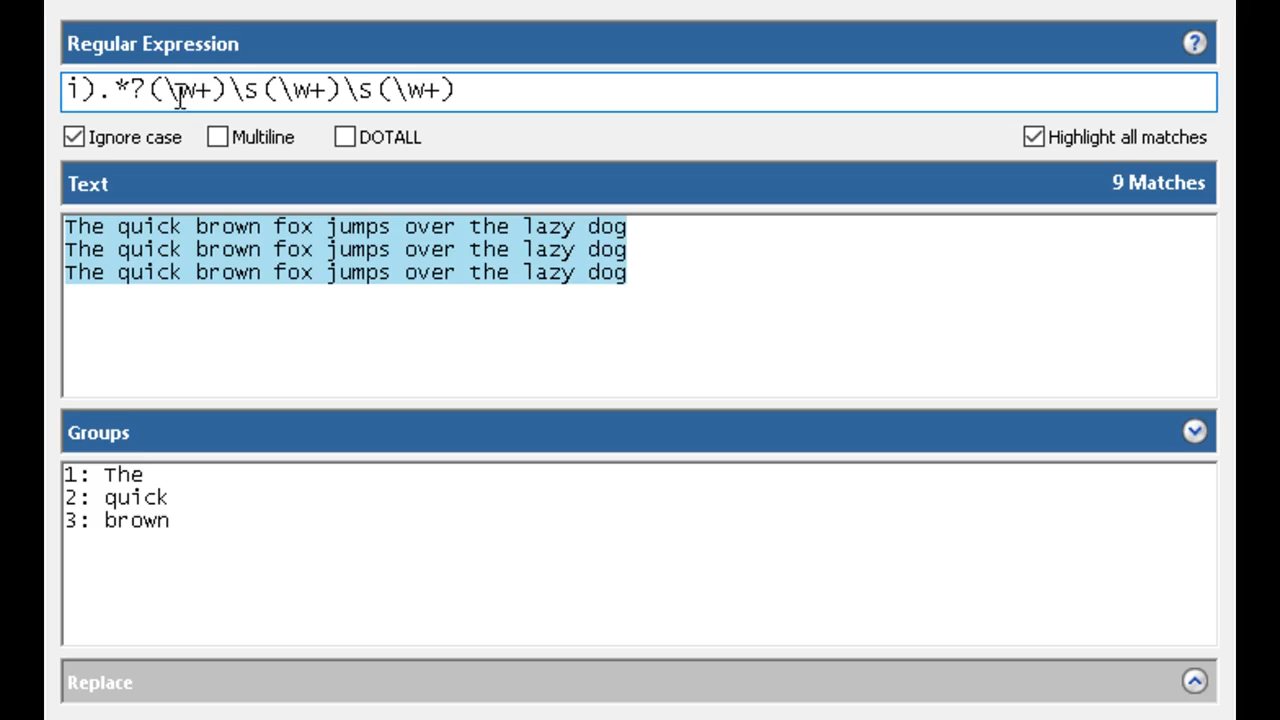 Regular Expression
i).*?(\w+)\s(\w+)\s(\w+)
Ignore case Multiline DOTALL Highlight all matches
Text 9 Matches
The quick brown fox jumps over the lazy dog
The quick brown fox jumps over the lazy dog
The quick brown fox jumps over the lazy dog
Groups
1: The
2: quick
3: brown
Replace